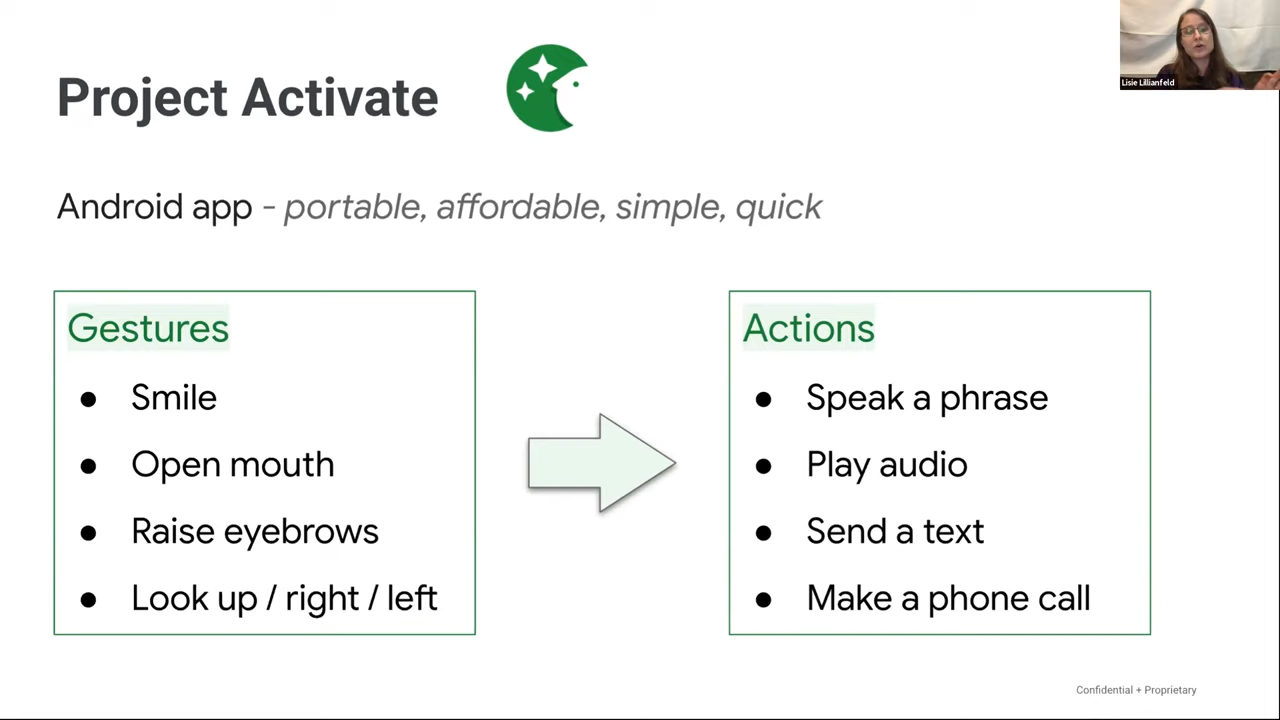 Project Activate
Lisie Lillianfeld
Android app - portable, affordable, simple, quick
Gestures
● Smile
● Open mouth
● Raise eyebrows
● Look up / right / left
Actions
● Speak a phrase
● Play audio
● Send a text
● Make a phone call
Confidential + Proprietary